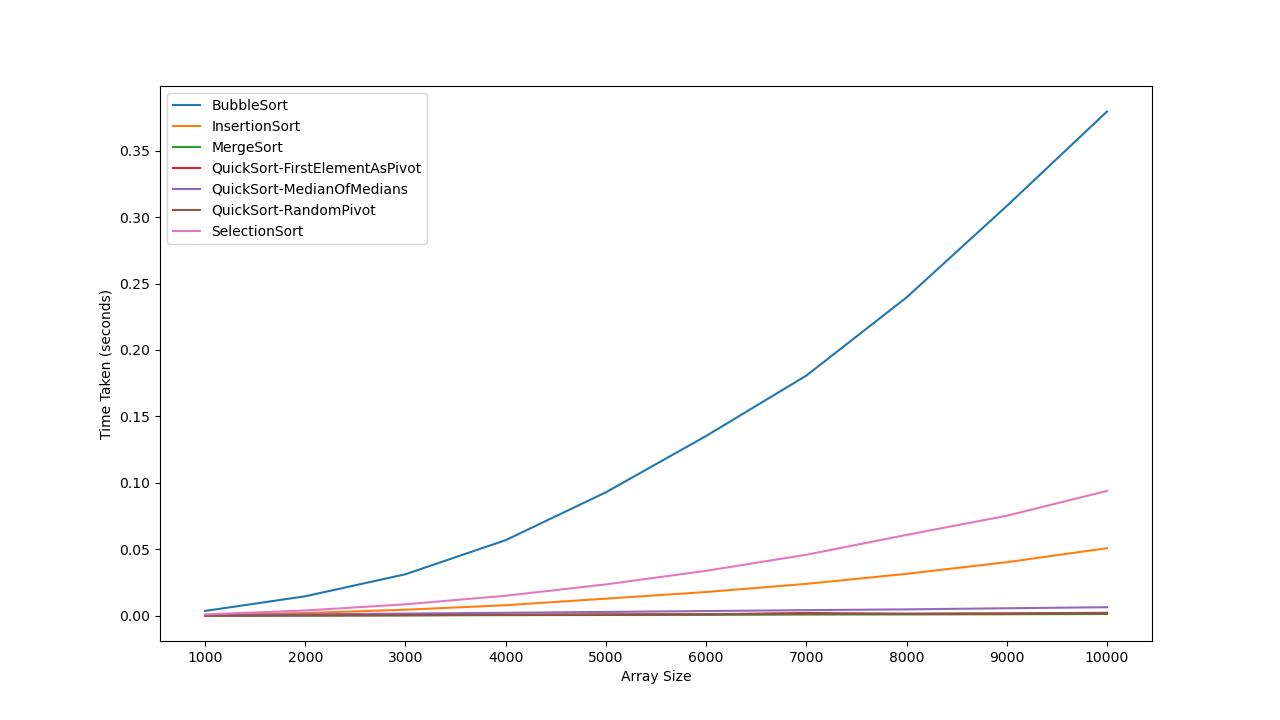 BubbleSort
InsertionSort
MergeSort
QuickSort-FirstElementAsPivot
QuickSort-MedianOfMedians
QuickSort-RandomPivot
SelectionSort
0.35
0.30
0.25
0.20
0.15
0.10
0.05
0.00
Time Taken (seconds)
1000 2000 3000 4000 5000 6000 7000 8000 9000 10000
Array Size